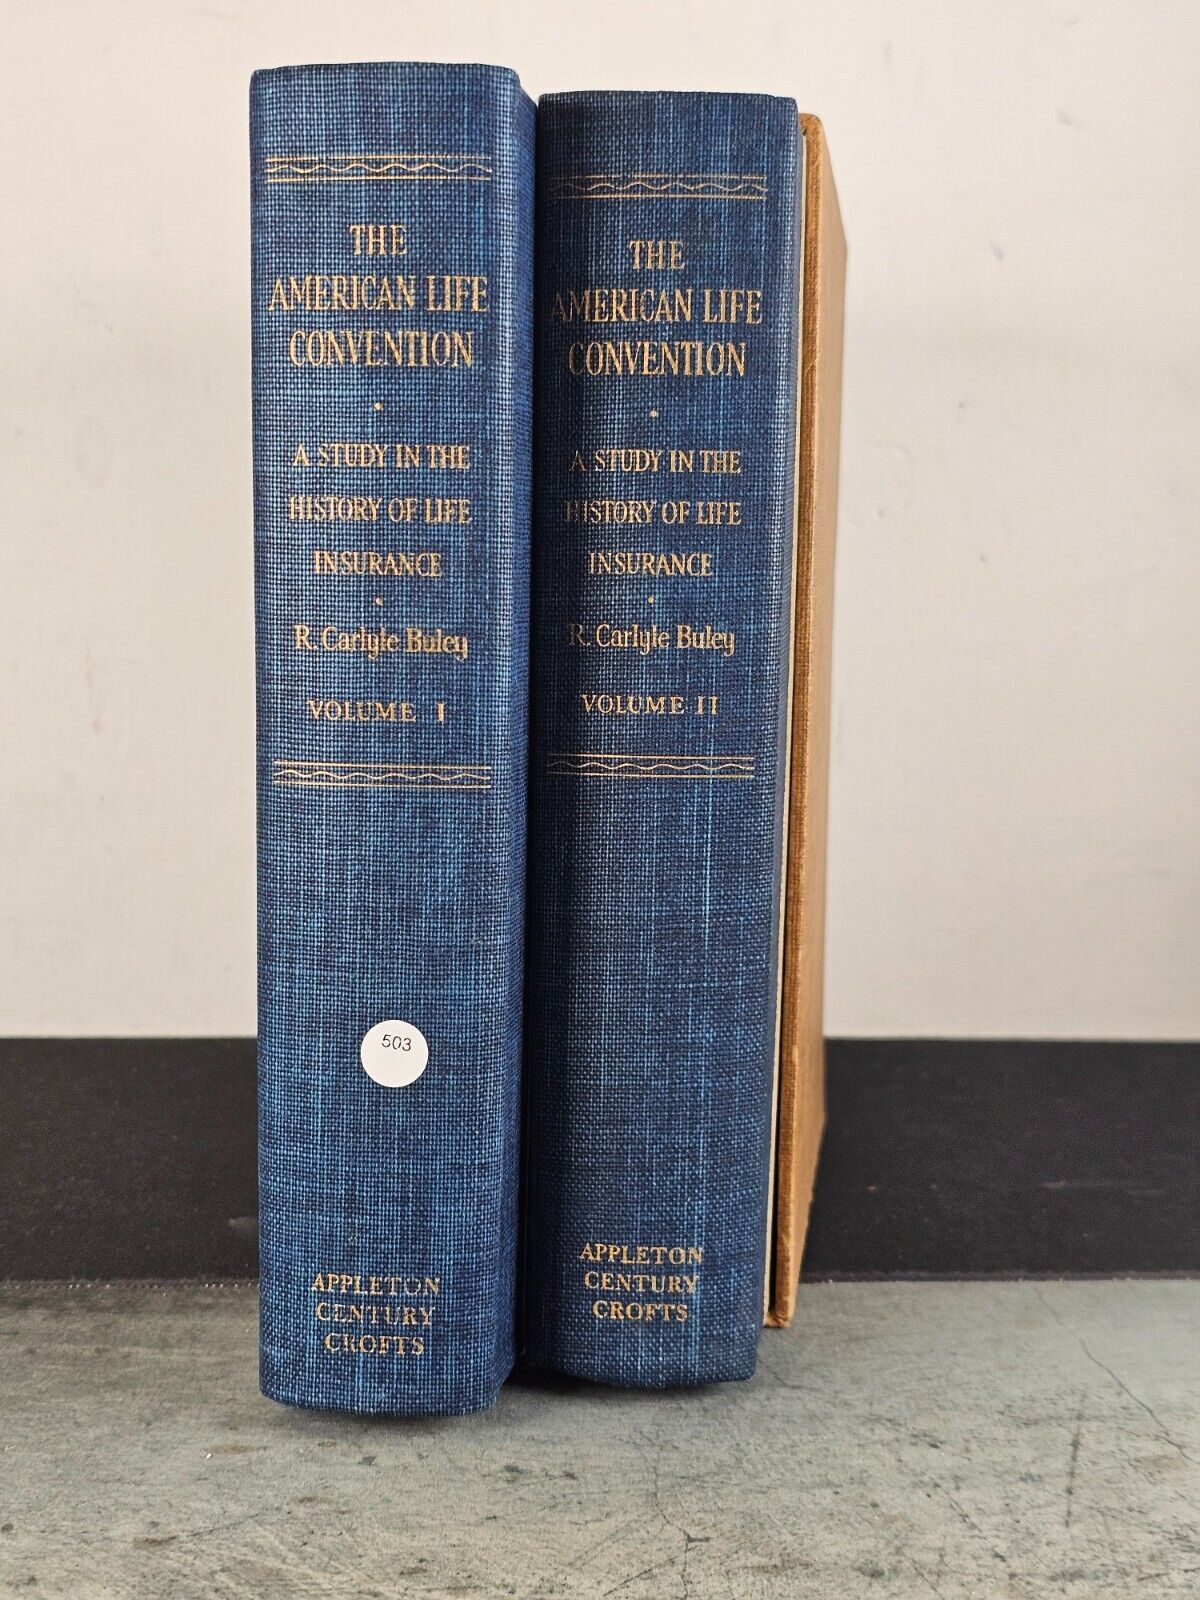 THE
AMERICAN LIFE
CONVENTION
A STUDY IN THE
HISTORY OF LIFE
INSURANCE
R. Carlyle Buley
VOLUME I
503
APPLETON
CENTURY
CROFTS
THE
AMERICAN LIFE
CONVENTION
A STUDY IN THE
HISTORY OF LIFE
INSURANCE
R. Carlyle Buley
VOLUME II
APPLETON
CENTURY
CROFTS